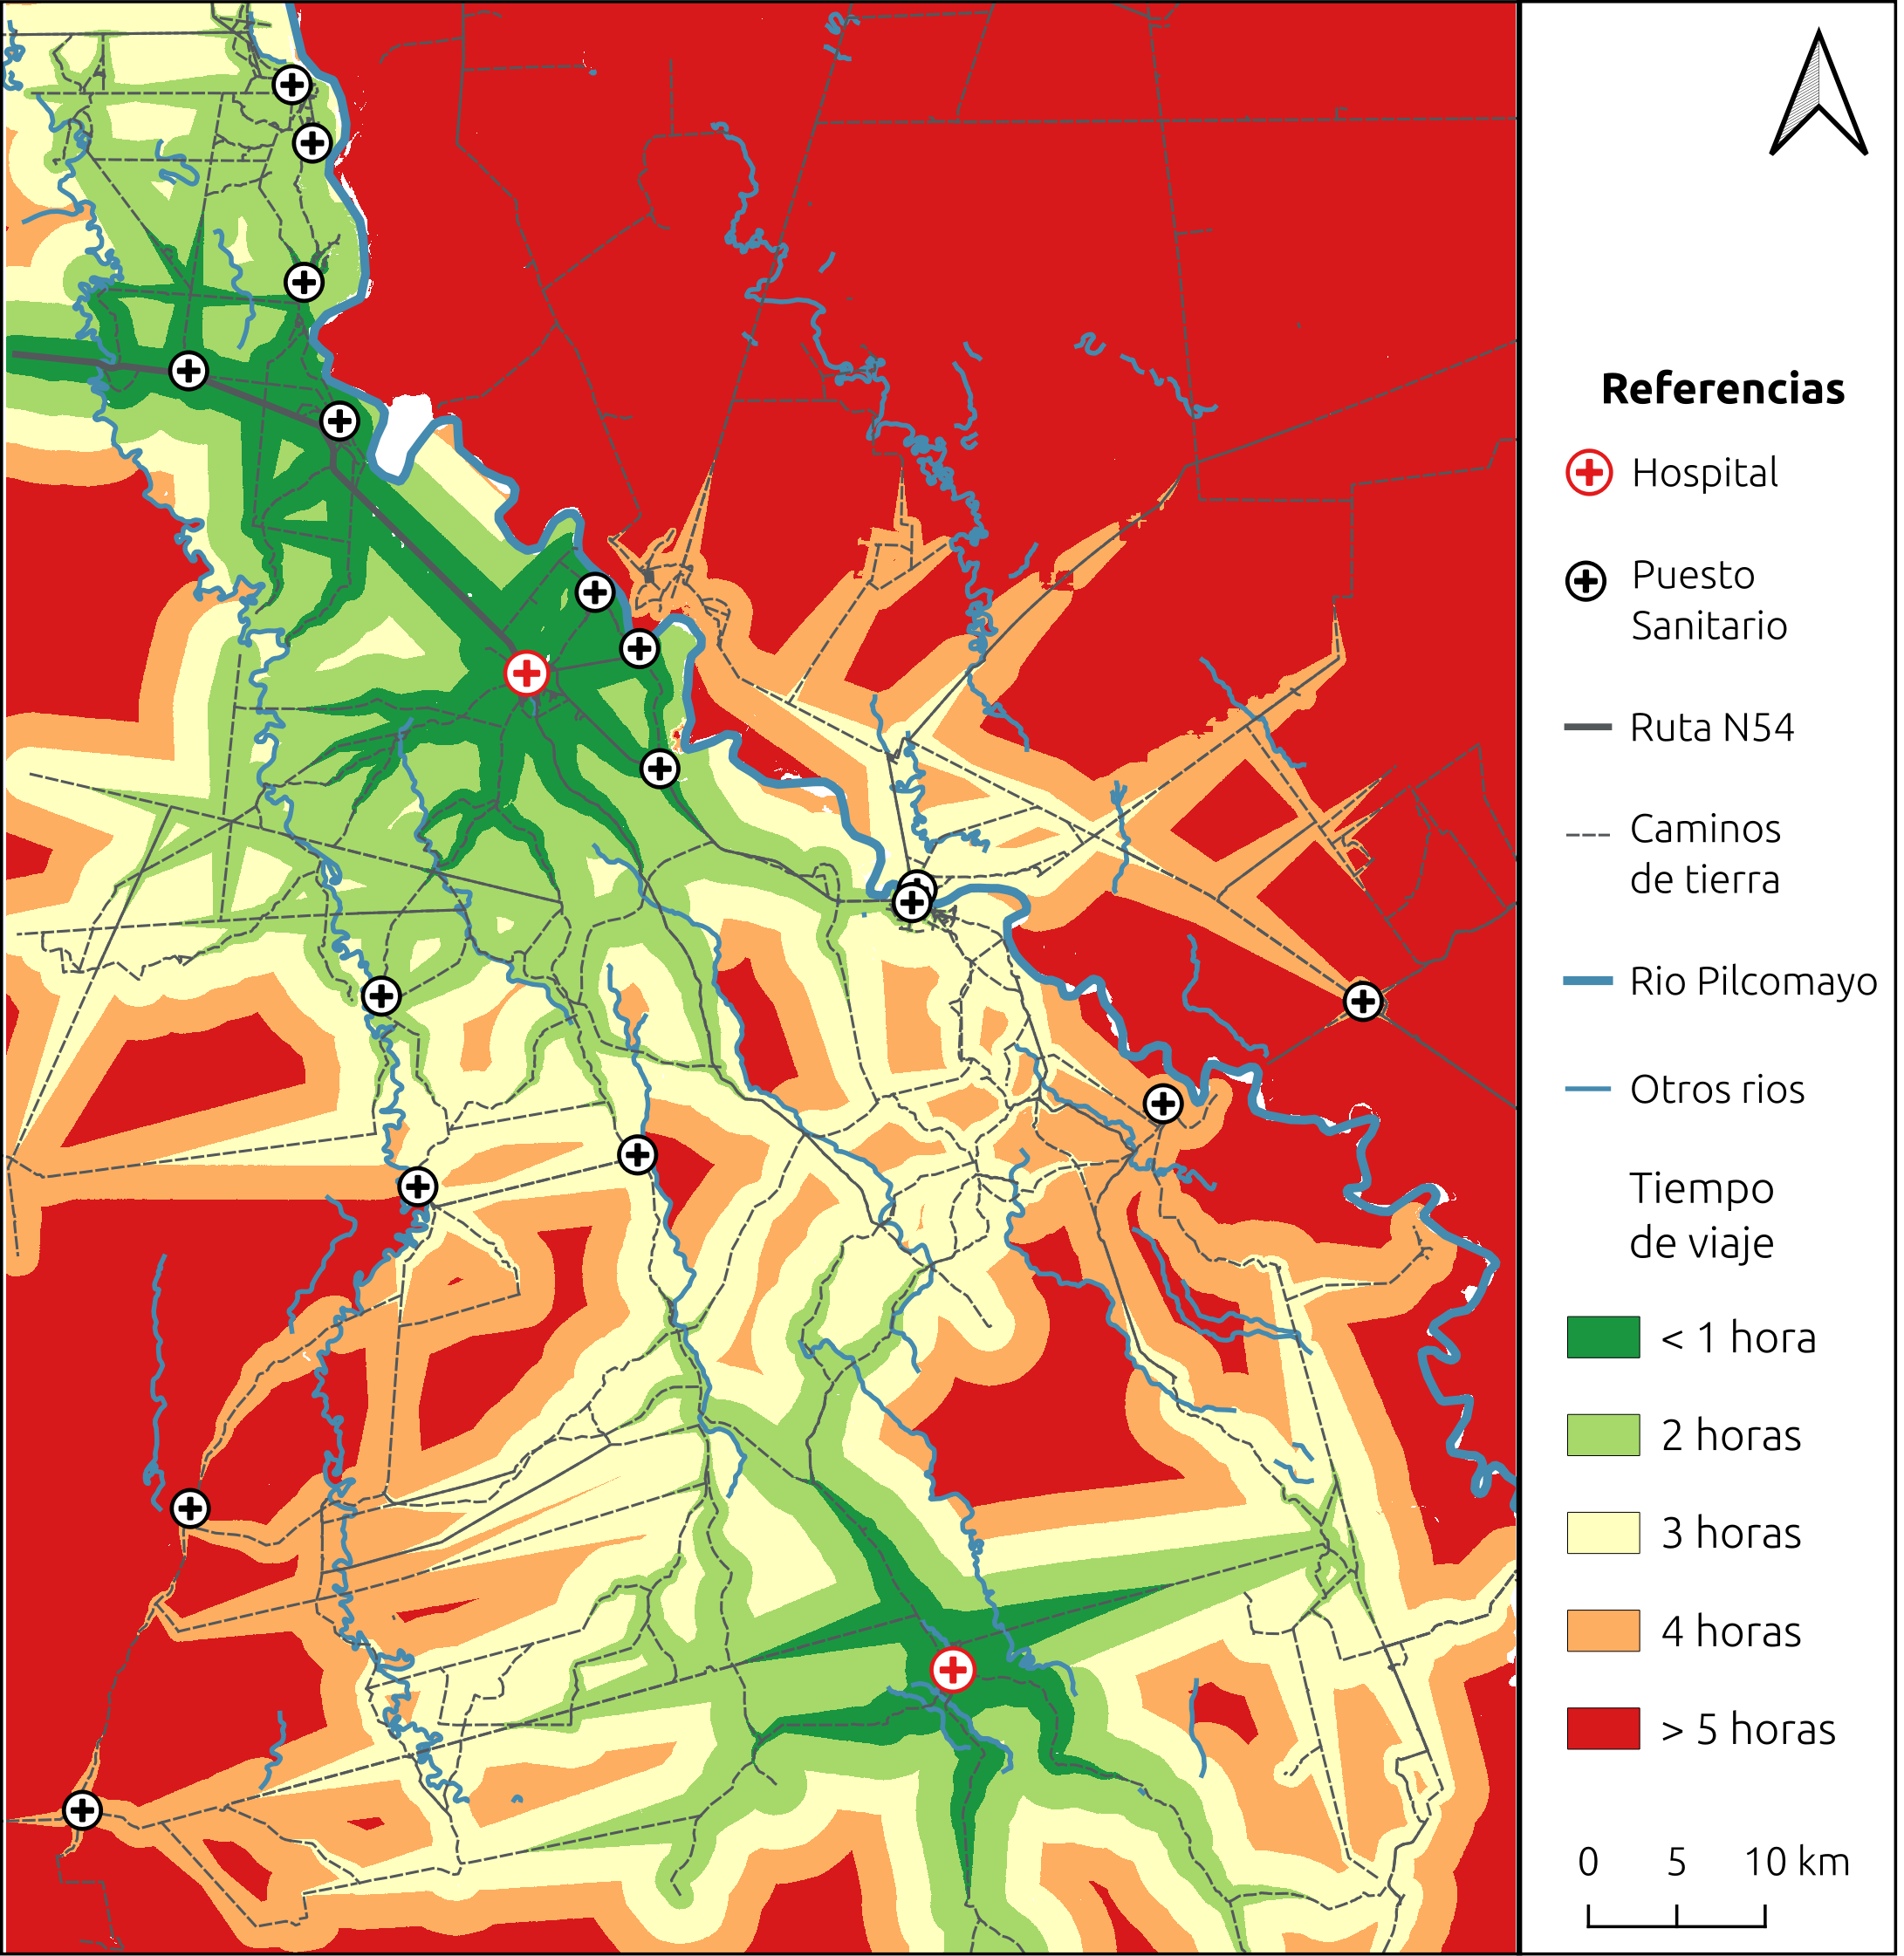 Referencias
Hospital
Puesto
Sanitario
Ruta N54
Caminos
de tierra
Rio Pilcomayo
Otros rios
Tiempo
de viaje
< 1 hora
2 horas
3 horas
4 horas
> 5 horas
0 5 10 km